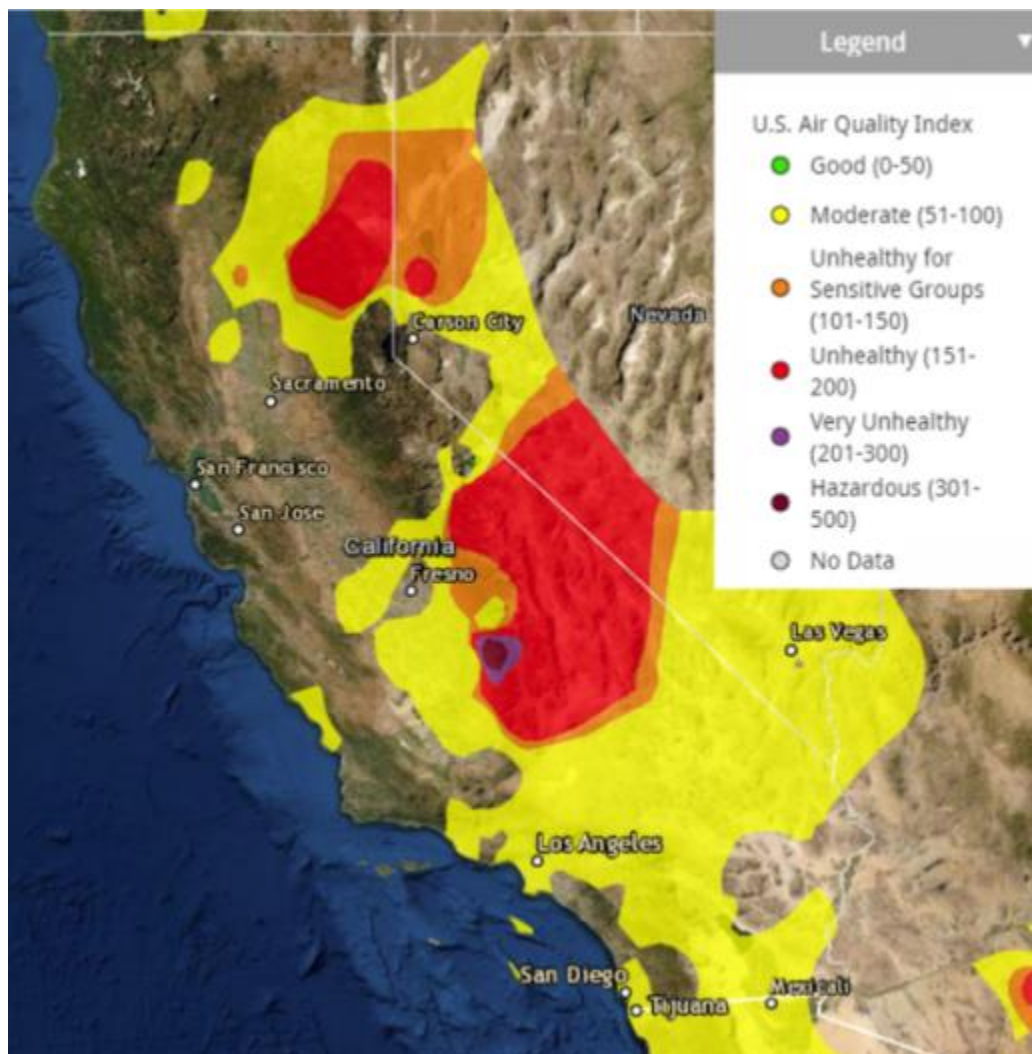 Legend
U.S. Air Quality Index
Good (0-50)
Moderate (51-100)
Unhealthy for
Sensitive Groups
(101-150)
Unhealthy (151-
200)
Very Unhealthy
(201-300)
Hazardous (301-
500)
No Data
Nevada
Carson City
Sacramento
San Francisco
San Jose
California
Fresno
Las Vegas
Los Angeles
San Diego
Tijuana
Mexicali